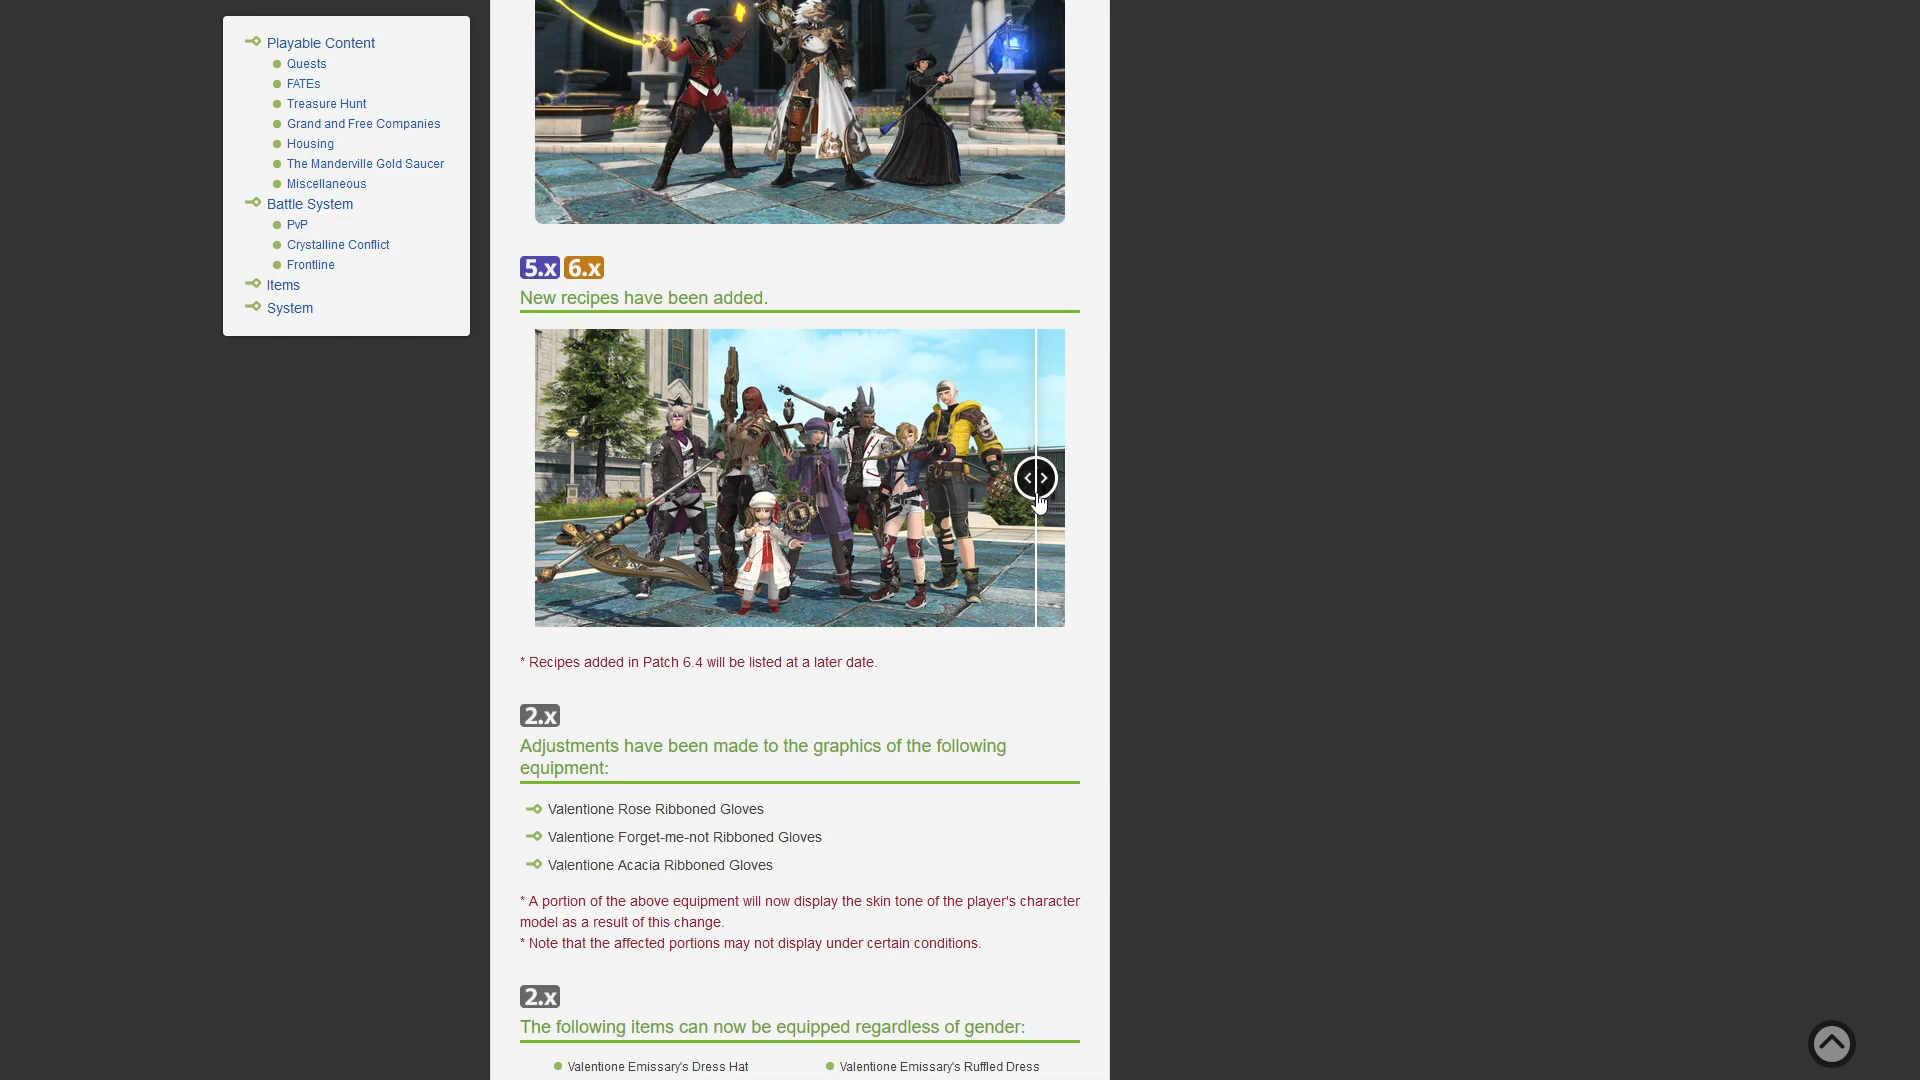 Playable Content
Quests
FATEs
Treasure Hunt
Grand and Free Companies
Housing
The Manderville Gold Saucer
Miscellaneous
Battle System
PvP
Crystalline Conflict
Frontline
Items
System
5.x 6.x
New recipes have been added.
* Recipes added in Patch 6.4 will be listed at a later date.
2.x
Adjustments have been made to the graphics of the following
equipment:
Valentione Rose Ribboned Gloves
Valentione Forget-me-not Ribboned Gloves
Valentione Acacia Ribboned Gloves
* A portion of the above equipment will now display the skin tone of the player's character
model as a result of this change.
* Note that the affected portions may not display under certain conditions.
2.x
The following items can now be equipped regardless of gender:
Valentione Emissary's Dress Hat
Valentione Emissary's Ruffled Dress